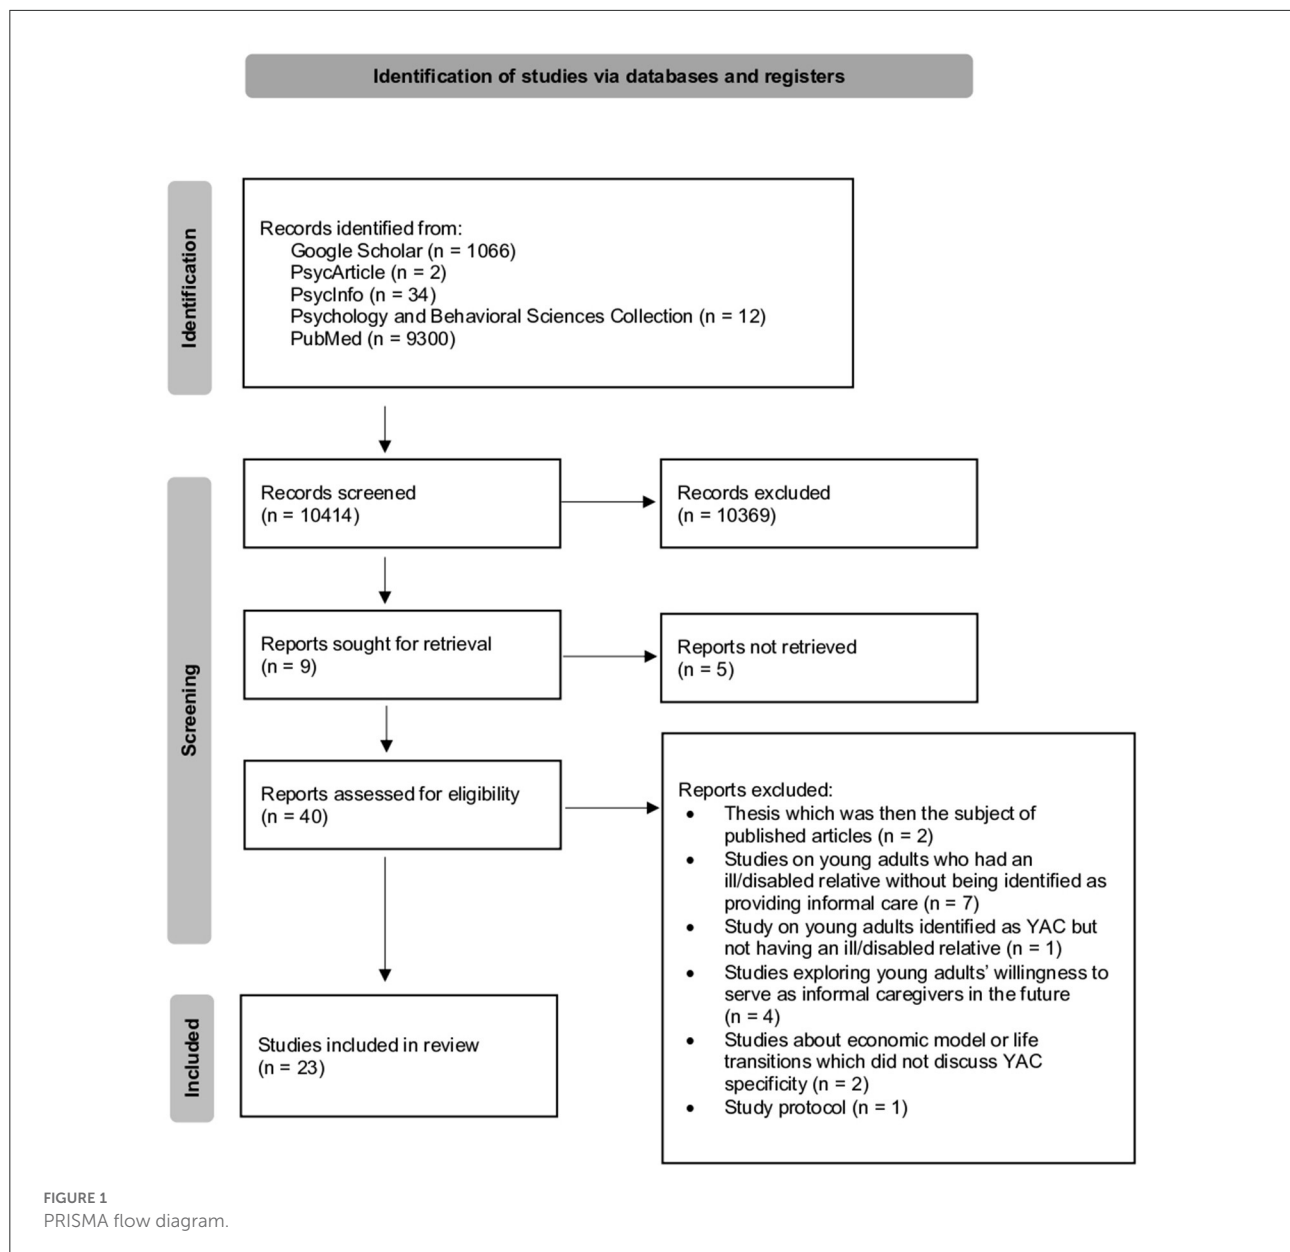 Identification of studies via databases and registers
Identification
Records identified from:
Google Scholar (n = 1066)
PsycArticle (n = 2)
PsycInfo (n = 34)
Psychology and Behavioral Sciences Collection (n = 12)
PubMed (n = 9300)
Screening
Records screened
(n = 10414)
Records excluded
(n = 10369)
Reports sought for retrieval
(n = 9)
Reports not retrieved
(n = 5)
Reports assessed for eligibility
(n = 40)
Reports excluded:
• Thesis which was then the subject of
published articles (n = 2)
• Studies on young adults who had an
ill/disabled relative without being identified as
providing informal care (n = 7)
• Study on young adults identified as YAC but
not having an ill/disabled relative (n = 1)
• Studies exploring young adults' willingness to
serve as informal caregivers in the future
(n = 4)
• Studies about economic model or life
transitions which did not discuss YAC
specificity (n = 2)
• Study protocol (n = 1)
Included
Studies included in review
(n = 23)
FIGURE 1
PRISMA flow diagram.